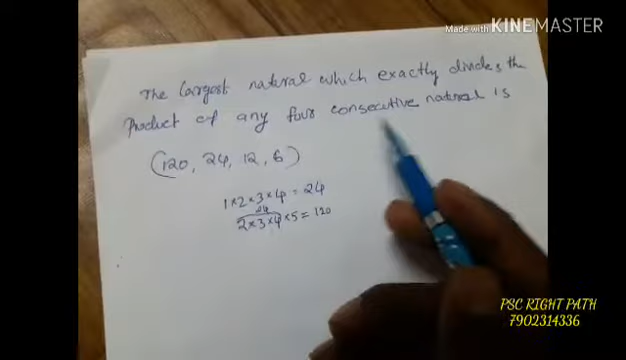 Made with KINEMASTER
The largest natural which exactly divides the
Product of any four consecutive natural is
(120, 24, 12, 6)
1×2×3×4 = 24
24
2×3×4×5 = 120
PSC RIGHT PATH
7902314336